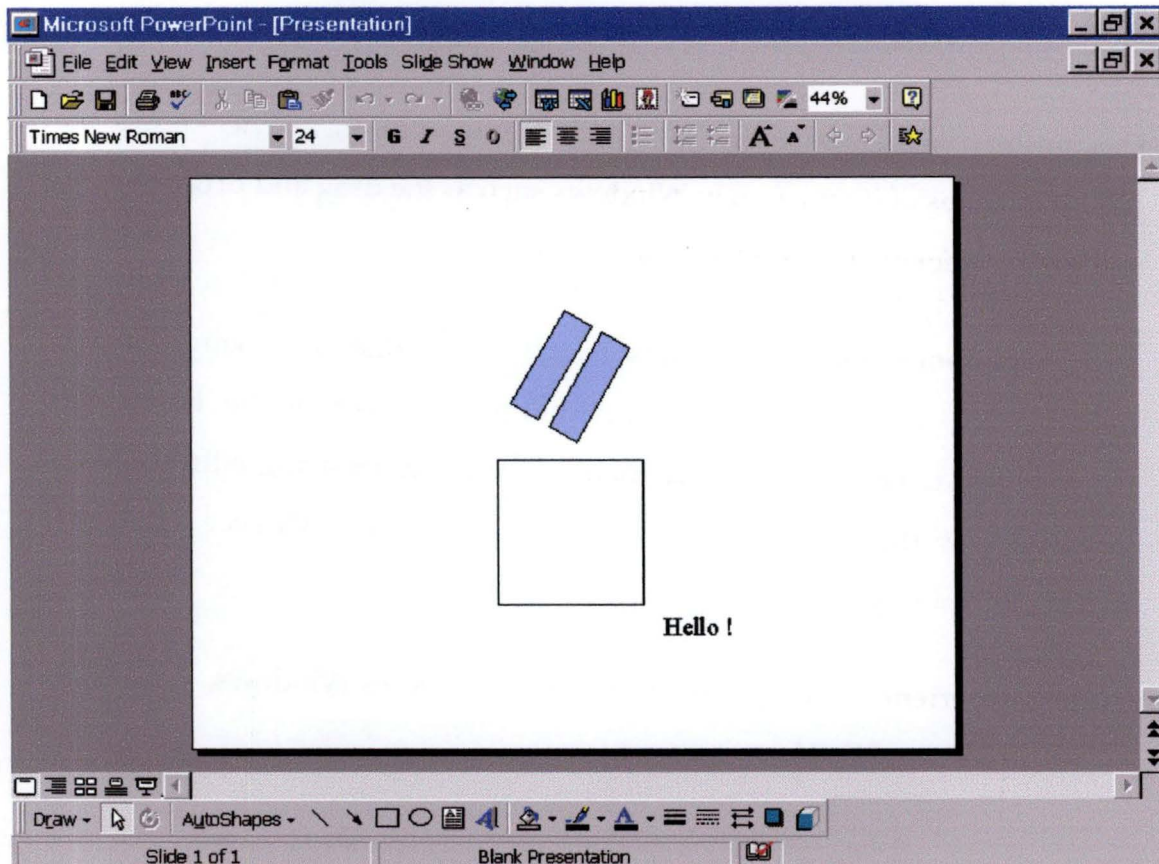 Microsoft PowerPoint - [Presentation]
File Edit View Insert Format Tools Slide Show Window Help
ABC 44%
Times New Roman 24 G I S A A
Hello !
Draw AutoShapes A A
Slide 1 of 1 Blank Presentation